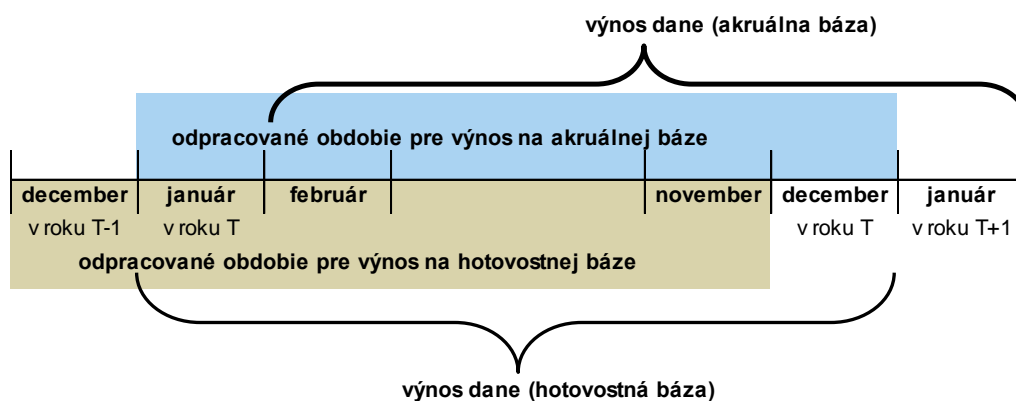 výnos dane (akruálna báza)
odpracované obdobie pre výnos na akruálnej báze
december január február november december január
v roku T-1 v roku T v roku T v roku T+1
odpracované obdobie pre výnos na hotovostnej báze
výnos dane (hotovostná báza)